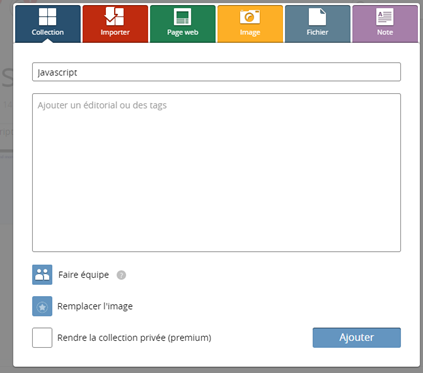 Collection Importer Page web Image Fichier Note
Javascript
Ajouter un éditorial ou des tags
Faire équipe ?
Remplacer l'image
Rendre la collection privée (premium) Ajouter